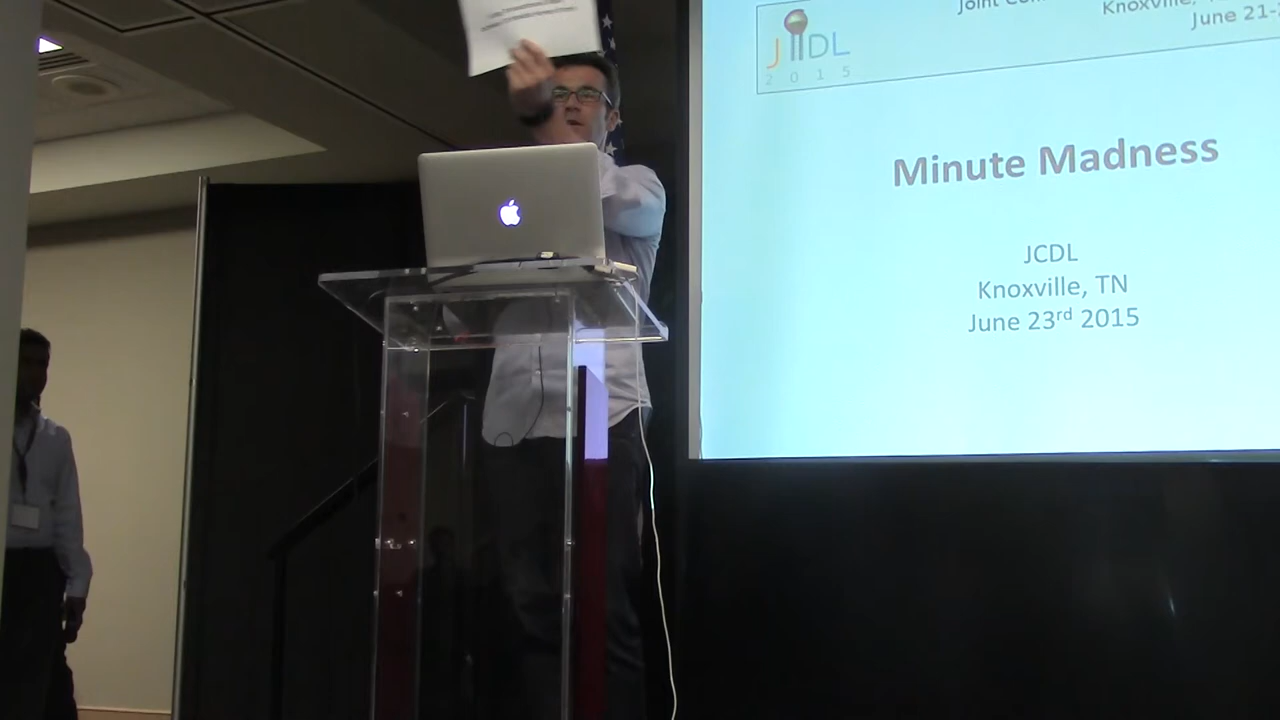 Joint
Knoxville,
June 21-
JCDL
2015
Minute Madness
JCDL
Knoxville, TN
June 23rd 2015